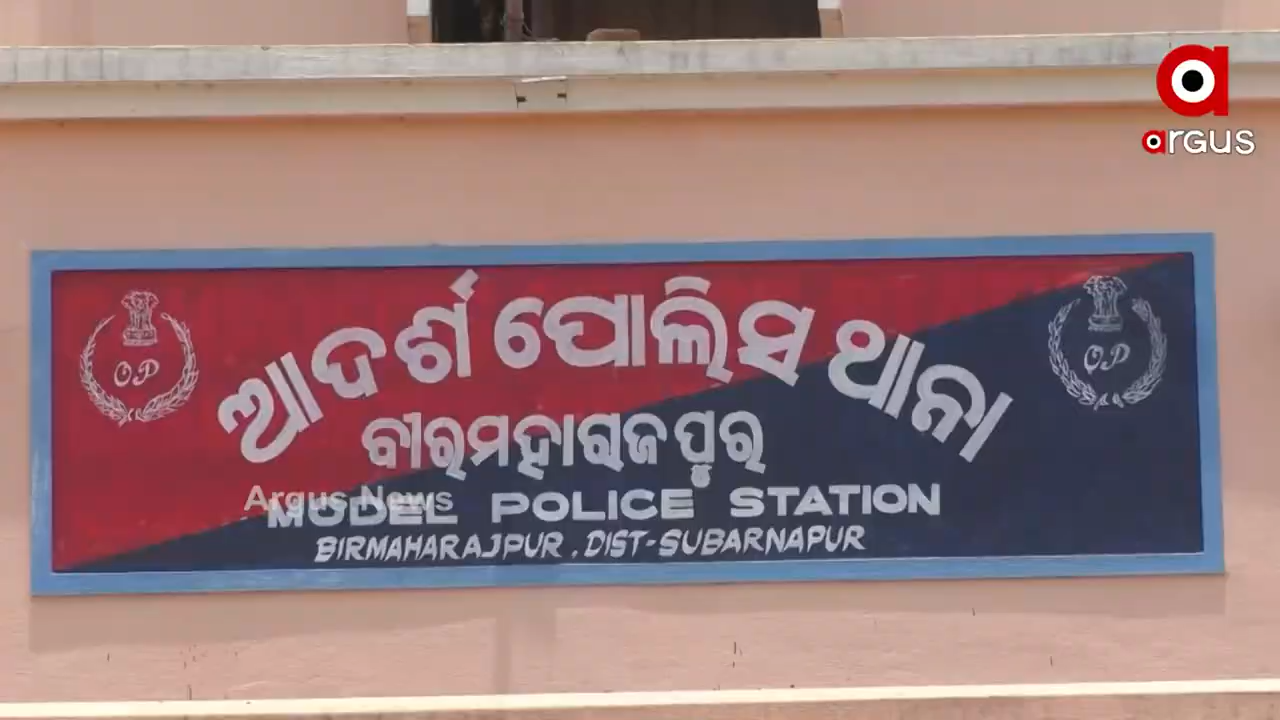 argus
OP
OP
ଆଦର୍ଶ ପୋଲିସ ଥାନା
ବୀରମହାରାଜପୁର
Argus News
MODEL POLICE STATION
BIRMAHARAJPUR, DIST-SUBARNAPUR